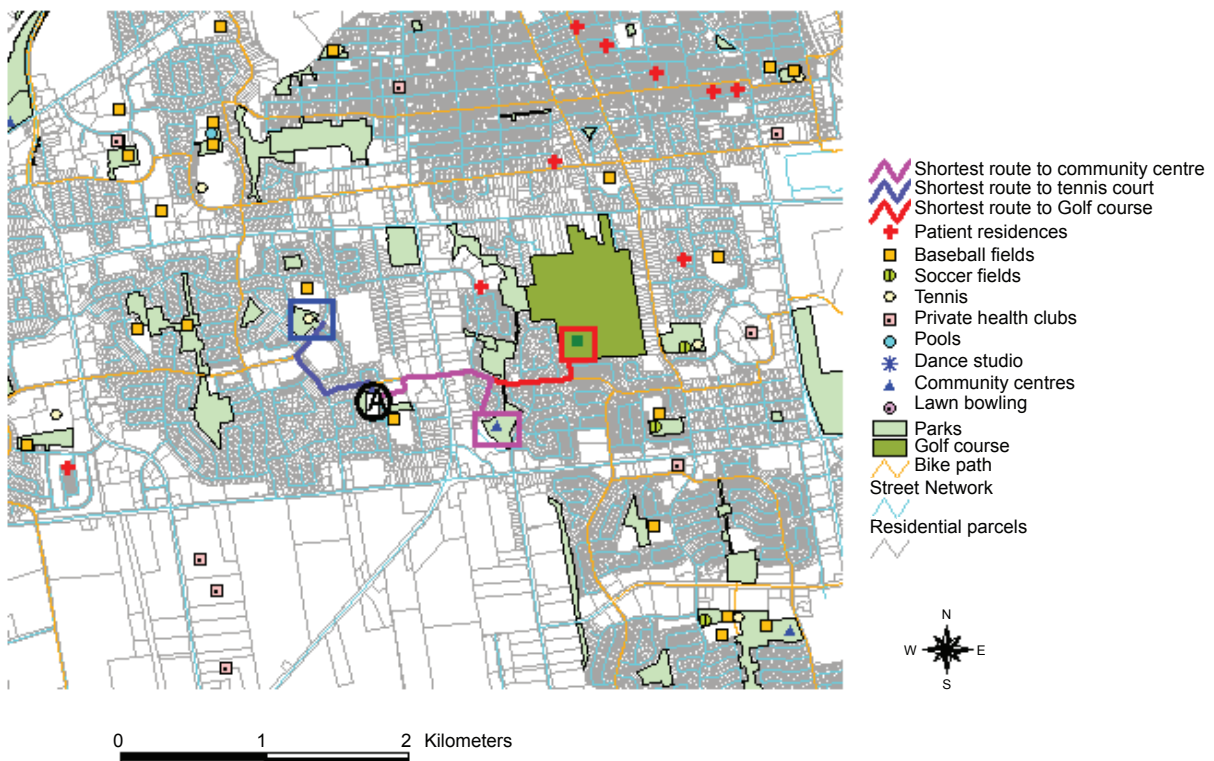 A
Shortest route to community centre
Shortest route to tennis court
Shortest route to Golf course
Patient residences
Baseball fields
Soccer fields
Tennis
Private health clubs
Pools
Dance studio
Community centres
Lawn bowling
Parks
Golf course
Bike path
Street Network
Residential parcels
N
W E
S
0 1 2 Kilometers